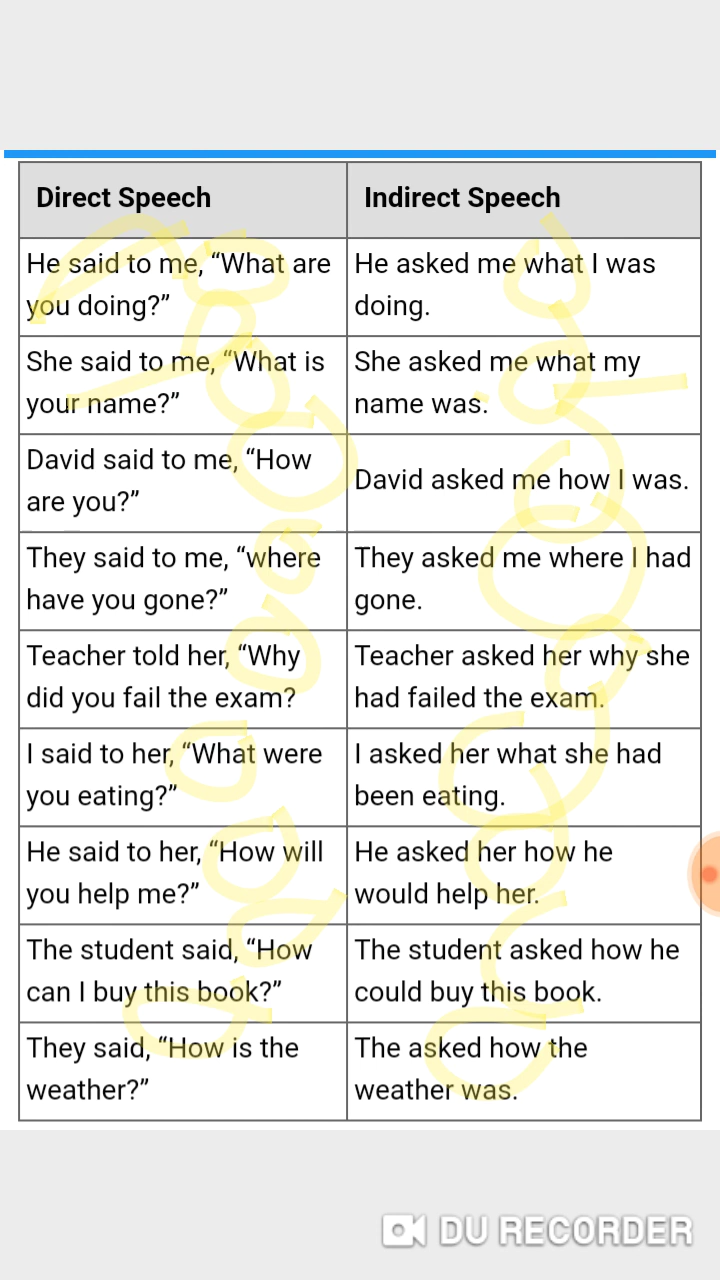 Direct Speech
Indirect Speech
He said to me, “What are
you doing?”
He asked me what I was
doing.
She said to me, “What is
your name?”
She asked me what my
name was.
David said to me, “How
are you?”
David asked me how I was.
They said to me, “where
have you gone?”
They asked me where I had
gone.
Teacher told her, “Why
did you fail the exam?
Teacher asked her why she
had failed the exam.
I said to her, “What were
you eating?”
I asked her what she had
been eating.
He said to her, “How will
you help me?”
He asked her how he
would help her.
The student said, “How
can I buy this book?”
The student asked how he
could buy this book.
They said, “How is the
weather?”
The asked how the
weather was.
DU RECORDER